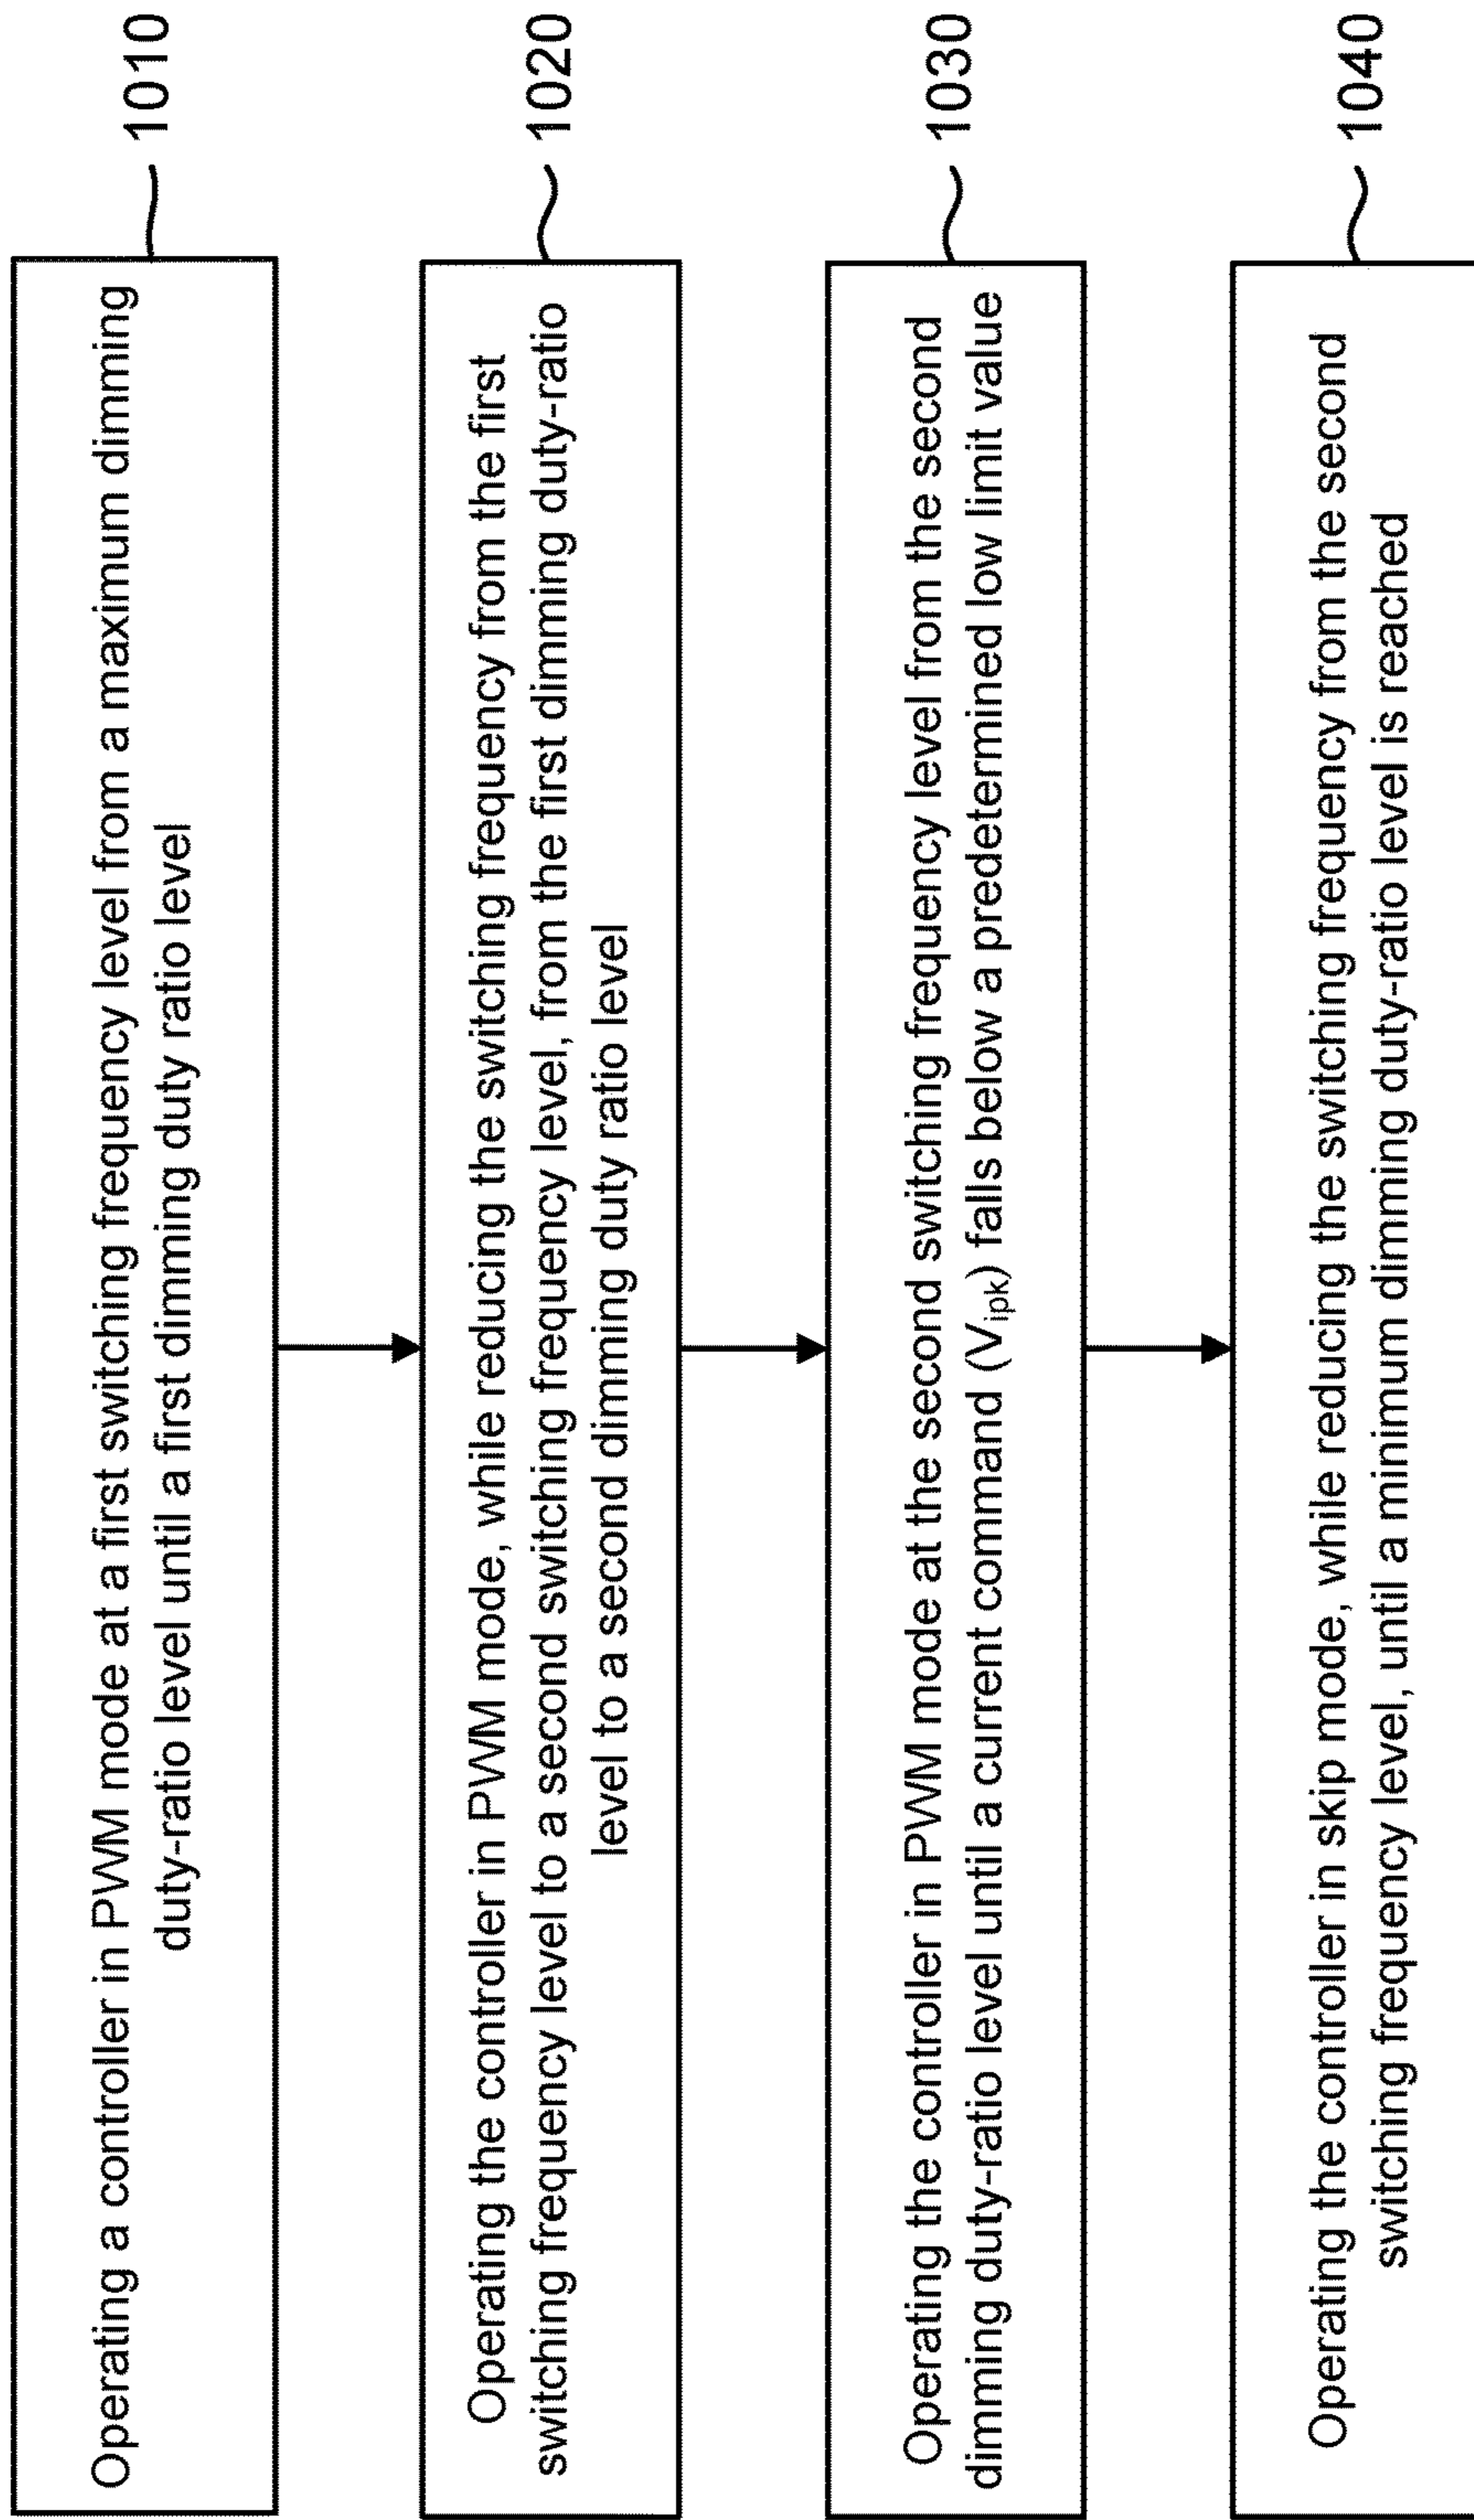 Operating a controller in PWM mode at a first switching frequency level from a maximum dimming
duty-ratio level until a first dimming duty ratio level
1010
Operating the controller in PWM mode, while reducing the switching frequency from the first
switching frequency level to a second switching frequency level, from the first dimming duty-ratio
level to a second dimming duty ratio level
1020
Operating the controller in PWM mode at the second switching frequency level from the second
dimming duty-ratio level until a current command (Vipk) falls below a predetermined low limit value
1030
Operating the controller in skip mode, while reducing the switching frequency from the second
switching frequency level, until a minimum dimming duty-ratio level is reached
1040